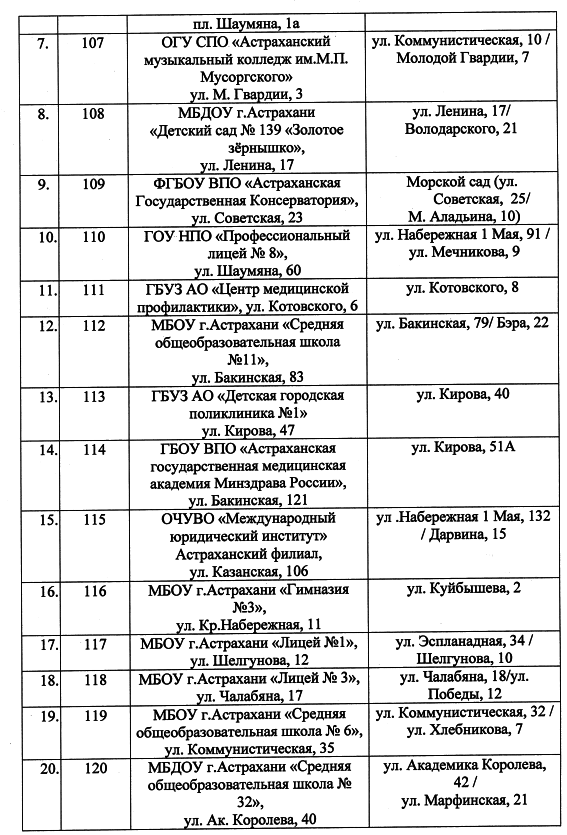 пл. Шаумяна, 1а
7. 107 ОГУ СПО «Астраханский ул. Коммунистическая, 10 /
музыкальный колледж им.М.П. Молодой Гвардии, 7
Мусоргского»
ул. М. Гвардии, 3
8. 108 МБДОУ г.Астрахани ул. Ленина, 17/
«Детский сад № 139 «Золотое Володарского, 21
зёрнышко»,
ул. Ленина, 17
9. 109 ФГБОУ ВПО «Астраханская Морской сад (ул.
Государственная Консерватория», Советская, 25/
ул. Советская, 23 М. Аладьина, 10)
10. 110 ГОУ НПО «Профессиональный ул. Набережная 1 Мая, 91 /
лицей № 8», ул. Мечникова, 9
ул. Шаумяна, 60
11. 111 ГБУЗ АО «Центр медицинской ул. Котовского, 8
профилактики», ул. Котовского, 6
12. 112 МБОУ г.Астрахани «Средняя ул. Бакинская, 79/ Бэра, 22
общеобразовательная школа
№11»,
ул. Бакинская, 83
13. 113 ГБУЗ АО «Детская городская ул. Кирова, 40
поликлиника №1»
ул. Кирова, 47
14. 114 ГБОУ ВПО «Астраханская ул. Кирова, 51А
государственная медицинская
академия Минздрава России»,
ул. Бакинская, 121
15. 115 ОЧУВО «Международный ул .Набережная 1 Мая, 132
юридический институт» / Дарвина, 15
Астраханский филиал,
ул. Казанская, 106
16. 116 МБОУ г.Астрахани «Гимназия ул. Куйбышева, 2
№3»,
ул. Кр.Набережная, 11
17. 117 МБОУ г.Астрахани «Лицей №1», ул. Эспланадная, 34 /
ул. Шелгунова, 12 Шелгунова, 10
18. 118 МБОУ г.Астрахани «Лицей № 3», ул. Чалабяна, 18/ул.
ул. Чалабяна, 17 Победы, 12
19. 119 МБОУ г.Астрахани «Средняя ул. Коммунистическая, 32 /
общеобразовательная школа № 6», ул. Хлебникова, 7
ул. Коммунистическая, 35
20. 120 МБДОУ г.Астрахани «Средняя ул. Академика Королева,
общеобразовательная школа № 42 /
32», ул. Марфинская, 21
ул. Ак. Королева, 40